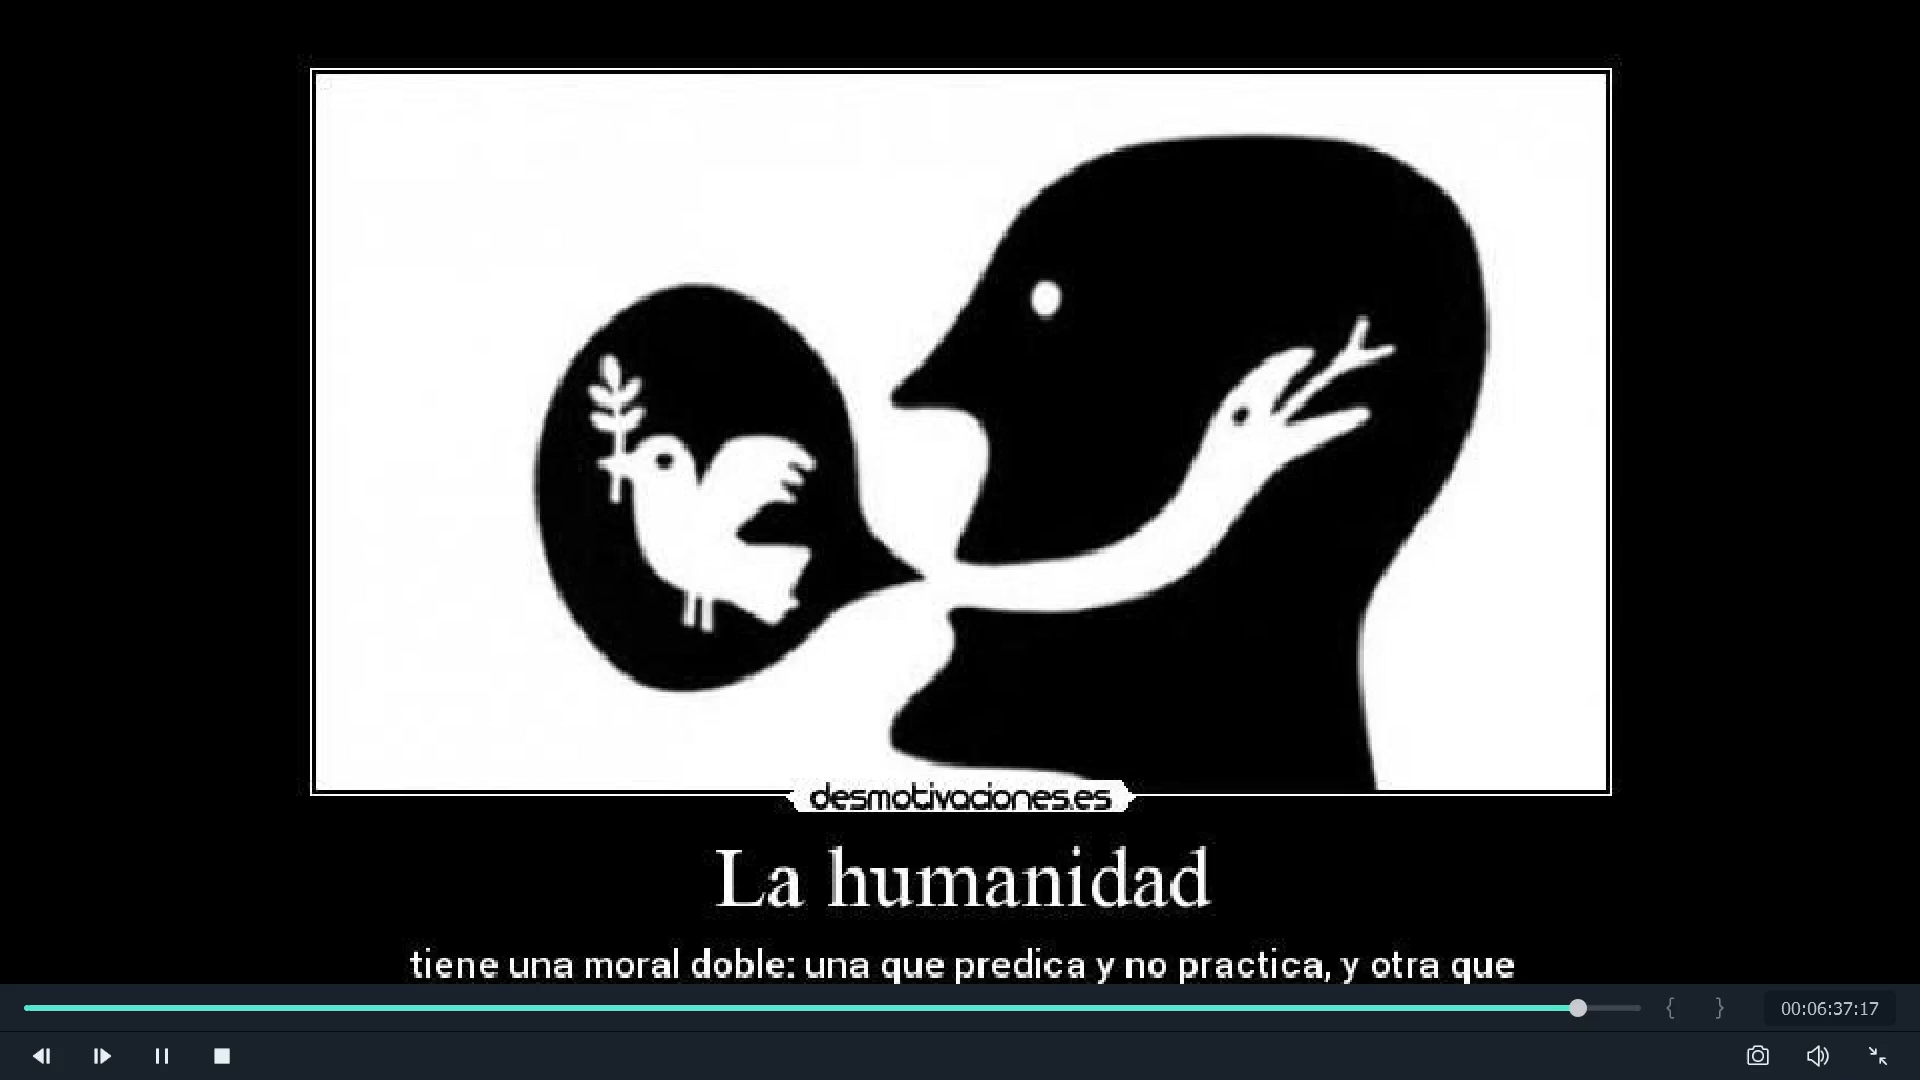 desmotivaciones.es
La humanidad
tiene una moral doble: una que predica y no practica, y otra que
00:06:37:17